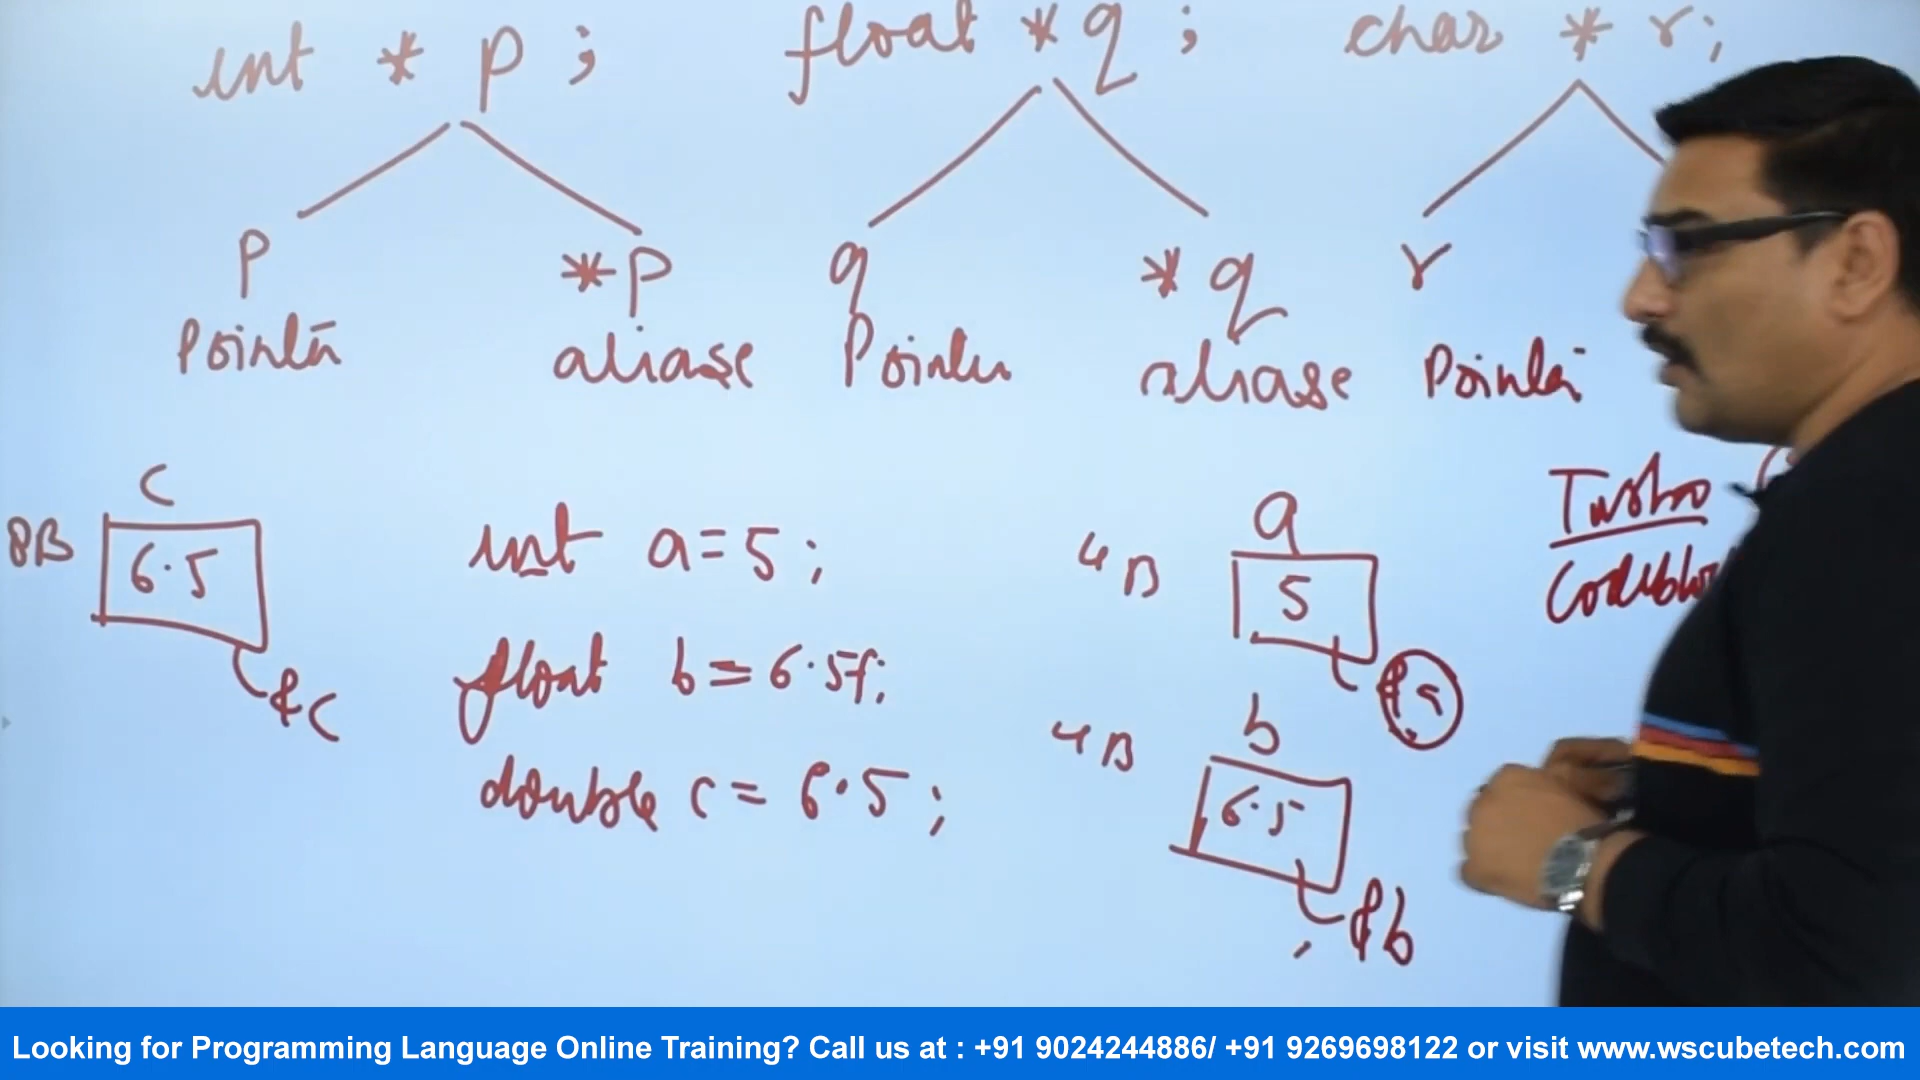 int * p ; float * q ; char * r ;
p *p q *q r
Pointer aliase Pointer aliase Pointer
C
8B 6.5
&C
int a = 5 ;
float b = 6.5f;
double c = 6.5 ;
a
4B 5
&a
b
4B 6.5
&b
Turbo
Looking for Programming Language Online Training? Call us at : +91 9024244886/ +91 9269698122 or visit www.wscubetech.com